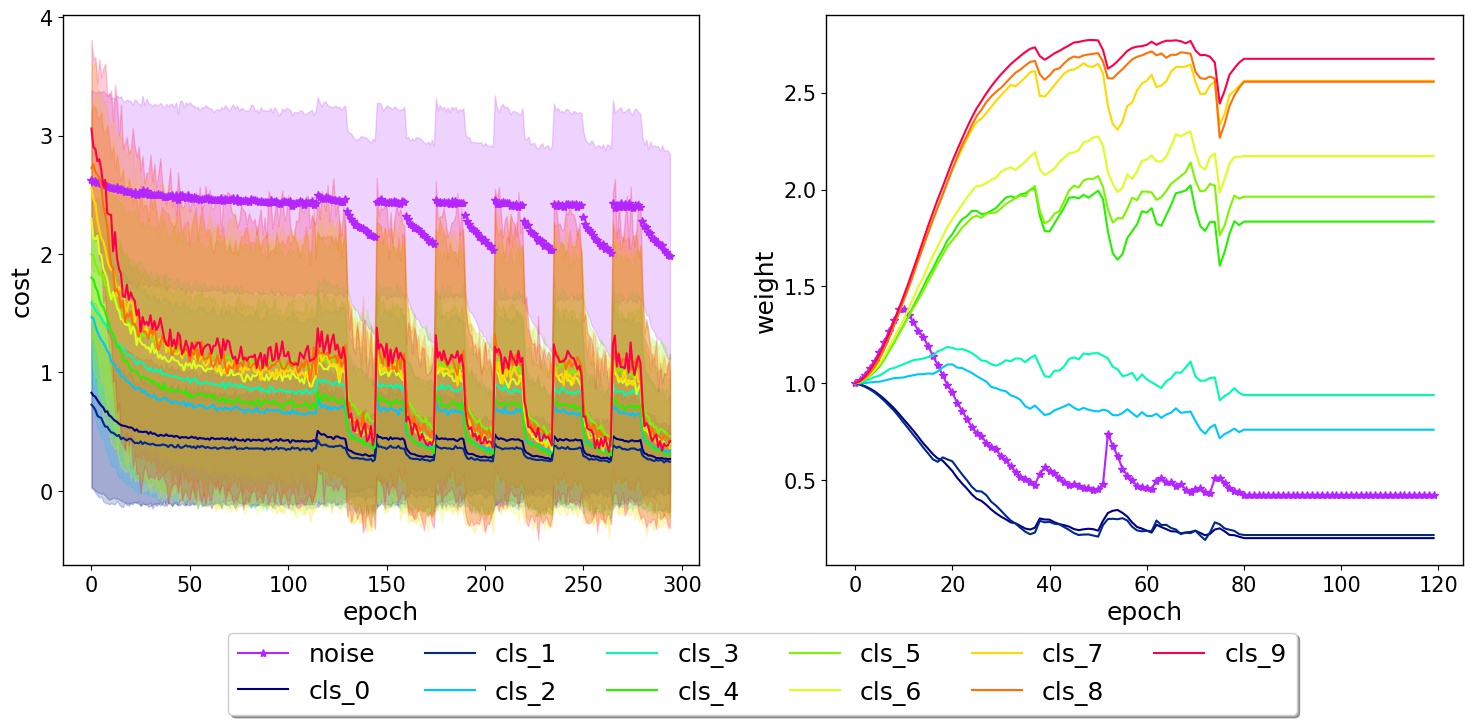 4
3
2
1
0
cost
0 50 100 150 200 250 300
epoch
2.5
2.0
1.5
1.0
0.5
weight
0 20 40 60 80 100 120
epoch
noise cls_1 cls_3 cls_5 cls_7 cls_9
cls_0 cls_2 cls_4 cls_6 cls_8